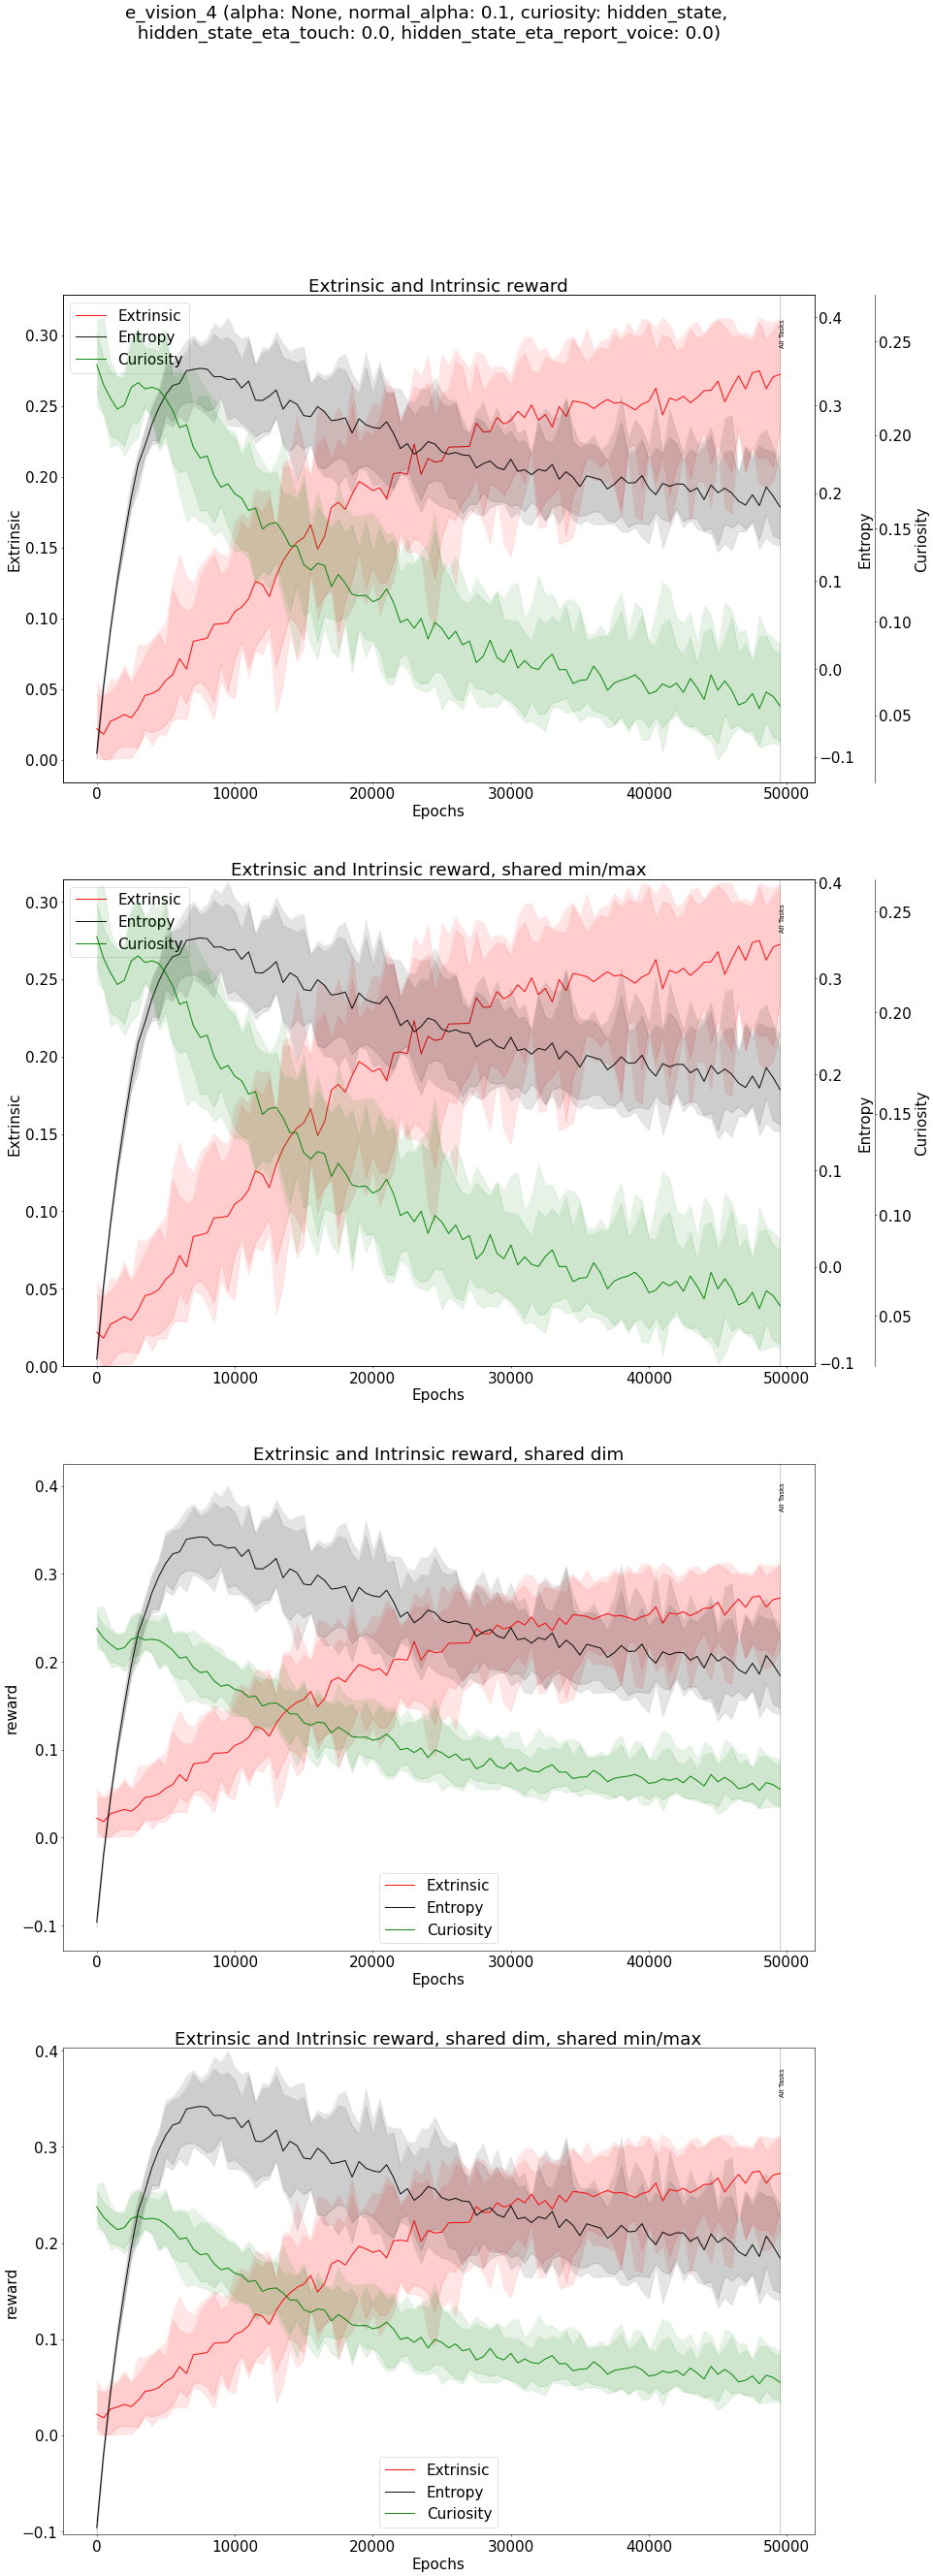 e_vision_4 (alpha: None, normal_alpha: 0.1, curiosity: hidden_state,
hidden_state_eta_touch: 0.0, hidden_state_eta_report_voice: 0.0)
Extrinsic and Intrinsic reward
Extrinsic
Entropy
Curiosity
All Tasks
0.30
0.25
0.20
0.15
0.10
0.05
0.00
Extrinsic
0.4
0.3
0.2
0.1
0.0
−0.1
Entropy
0.25
0.20
0.15
0.10
0.05
Curiosity
0 10000 20000 30000 40000 50000
Epochs
Extrinsic and Intrinsic reward, shared min/max
Extrinsic
Entropy
Curiosity
All Tasks
0.30
0.25
0.20
0.15
0.10
0.05
0.00
Extrinsic
0.4
0.3
0.2
0.1
0.0
−0.1
Entropy
0.25
0.20
0.15
0.10
0.05
Curiosity
0 10000 20000 30000 40000 50000
Epochs
Extrinsic and Intrinsic reward, shared dim
All Tasks
0.4
0.3
0.2
0.1
0.0
−0.1
reward
Extrinsic
Entropy
Curiosity
0 10000 20000 30000 40000 50000
Epochs
Extrinsic and Intrinsic reward, shared dim, shared min/max
All Tasks
0.4
0.3
0.2
0.1
0.0
−0.1
reward
Extrinsic
Entropy
Curiosity
0 10000 20000 30000 40000 50000
Epochs